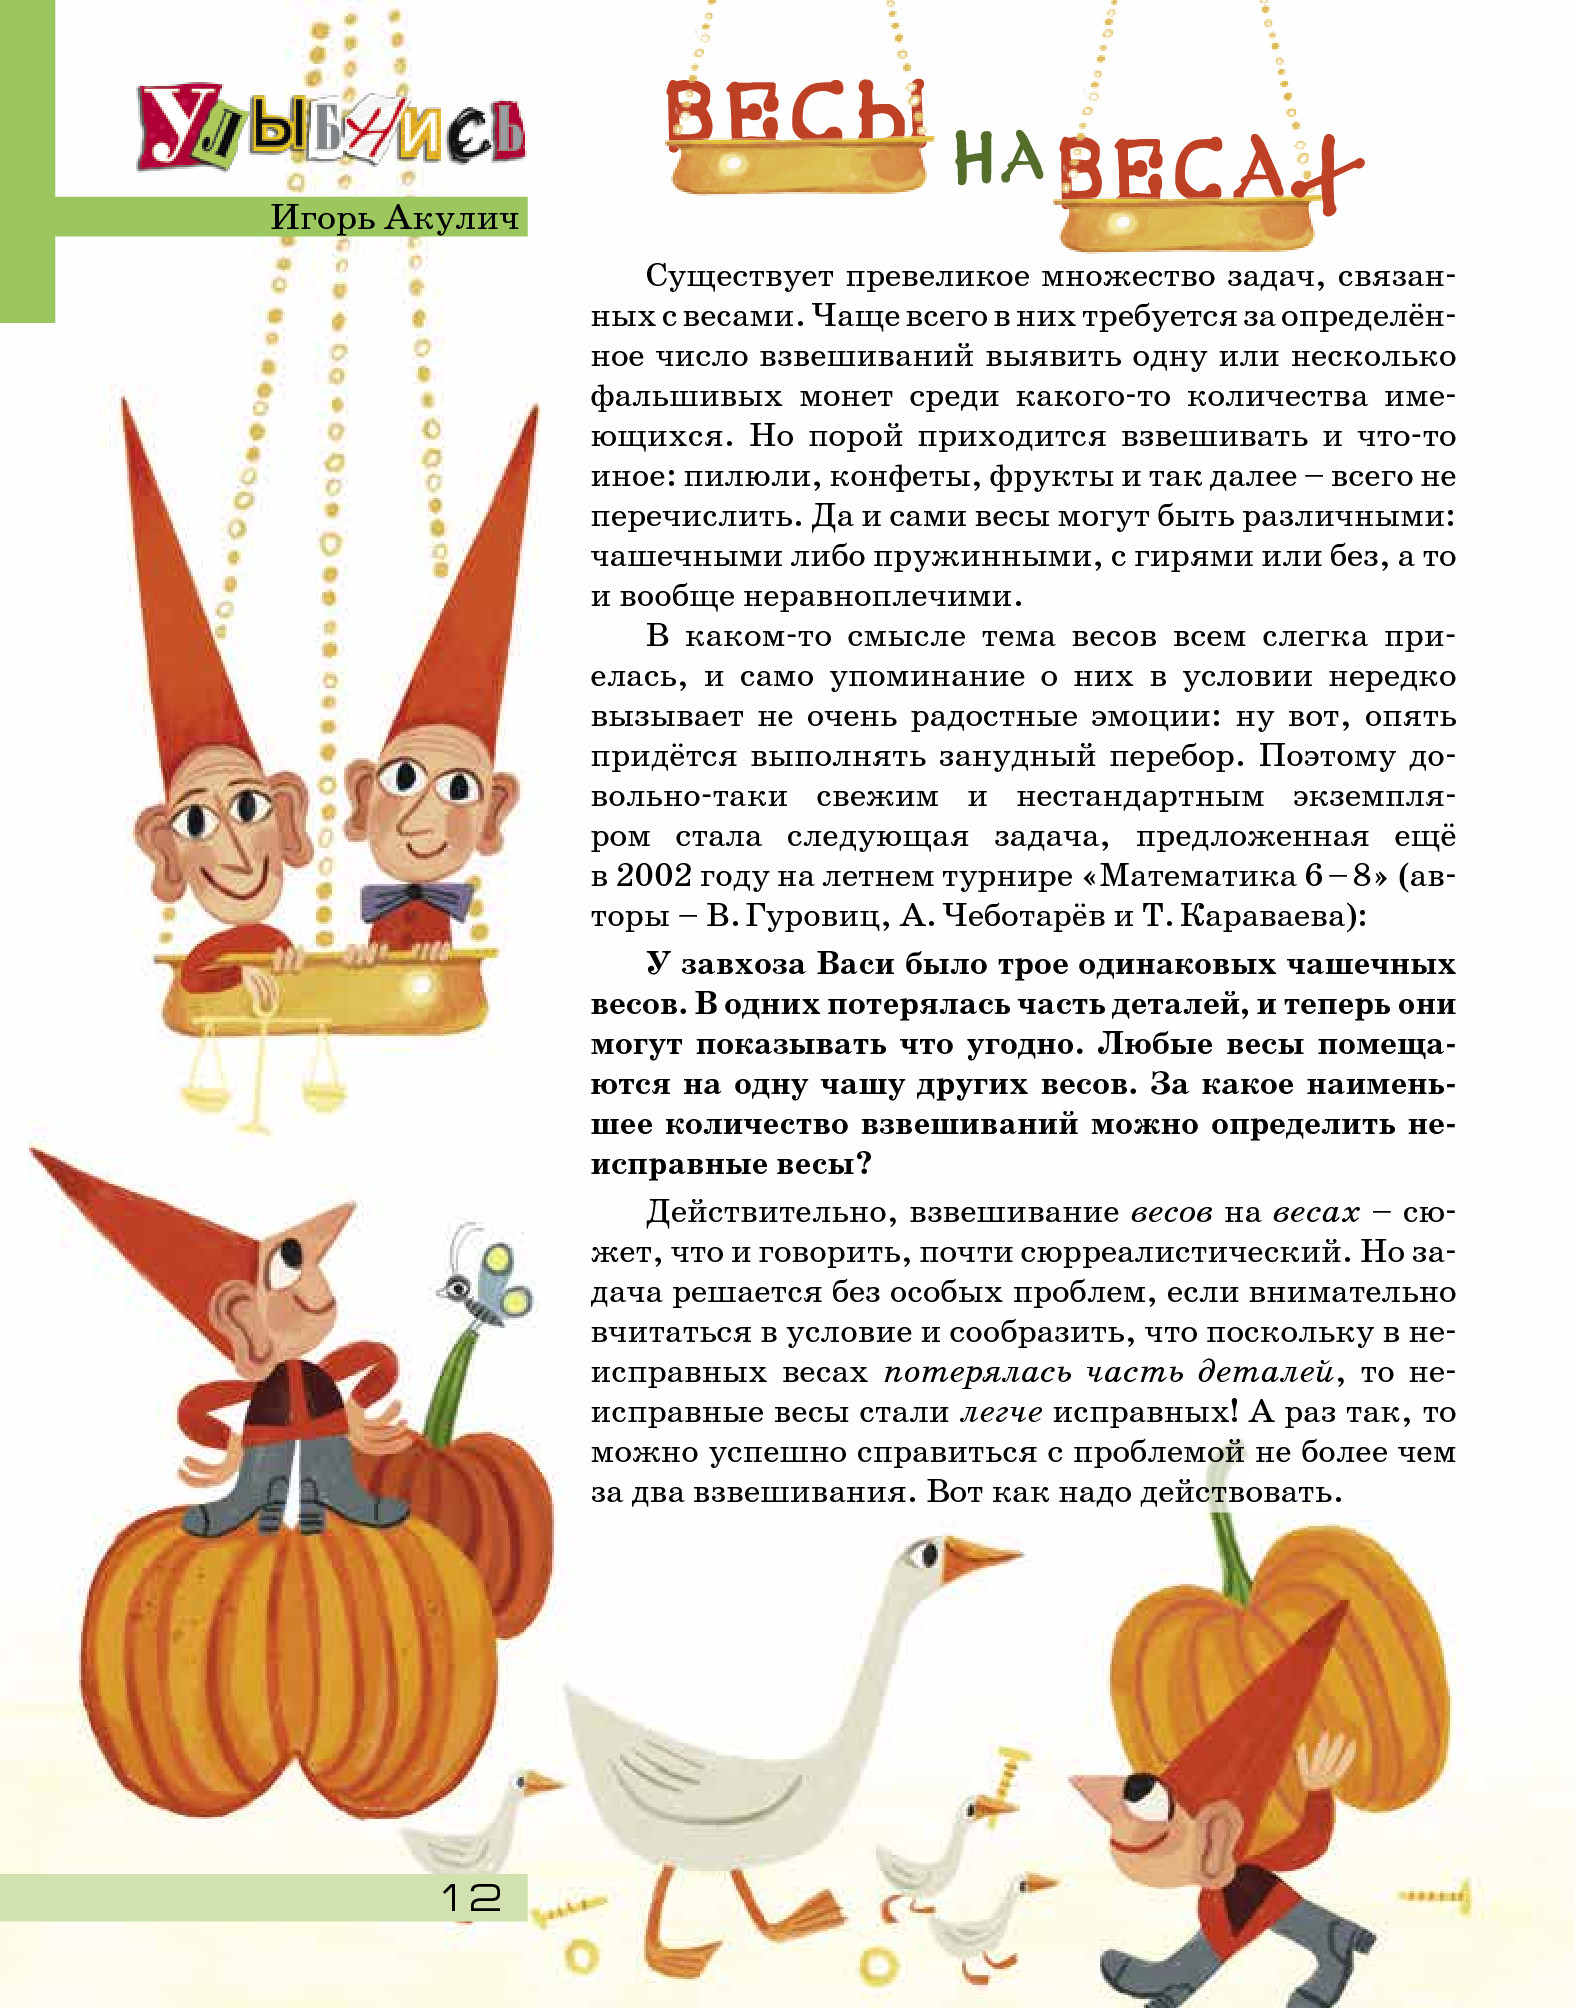 УЛЫБНИСЬ
Игорь Акулич
ВЕСЫ
НА ВЕСАХ
Существует превеликое множество задач, связан-
ных с весами. Чаще всего в них требуется за определён-
ное число взвешиваний выявить одну или несколько
фальшивых монет среди какого-то количества име-
ющихся. Но порой приходится взвешивать и что-то
иное: пилюли, конфеты, фрукты и так далее – всего не
перечислить. Да и сами весы могут быть различными:
чашечными либо пружинными, с гирями или без, а то
и вообще неравноплечими.
В каком-то смысле тема весов всем слегка при-
елась, и само упоминание о них в условии нередко
вызывает не очень радостные эмоции: ну вот, опять
придётся выполнять занудный перебор. Поэтому до-
вольно-таки свежим и нестандартным экземпля-
ром стала следующая задача, предложенная ещё
в 2002 году на летнем турнире «Математика 6–8» (ав-
торы – В. Гуровиц, А. Чеботарёв и Т. Караваева):
У завхоза Васи было трое одинаковых чашечных
весов. В одних потерялась часть деталей, и теперь они
могут показывать что угодно. Любые весы помеща-
ются на одну чашу других весов. За какое наимень-
шее количество взвешиваний можно определить не-
исправные весы?
Действительно, взвешивание весов на весах – сю-
жет, что и говорить, почти сюрреалистический. Но за-
дача решается без особых проблем, если внимательно
вчитаться в условие и сообразить, что поскольку в не-
исправных весах потерялась часть деталей, то не-
исправные весы стали легче исправных! А раз так, то
можно успешно справиться с проблемой не более чем
за два взвешивания. Вот как надо действовать.
12